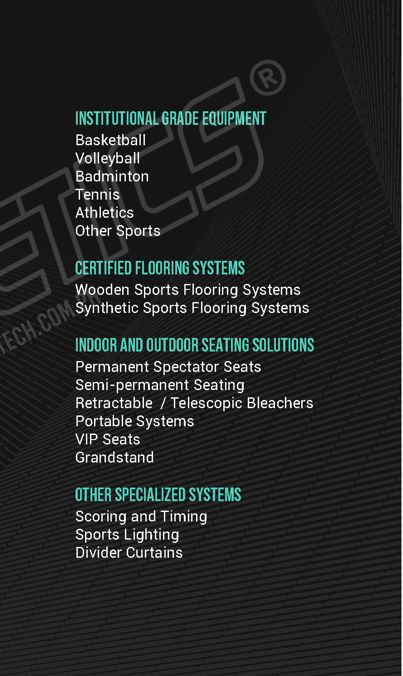 INSTITUTIONAL GRADE EQUIPMENT
Basketball
Volleyball
Badminton
Tennis
Athletics
Other Sports
CERTIFIED FLOORING SYSTEMS
Wooden Sports Flooring Systems
Synthetic Sports Flooring Systems
INDOOR AND OUTDOOR SEATING SOLUTIONS
Permanent Spectator Seats
Semi-permanent Seating
Retractable / Telescopic Bleachers
Portable Systems
VIP Seats
Grandstand
OTHER SPECIALIZED SYSTEMS
Scoring and Timing
Sports Lighting
Divider Curtains